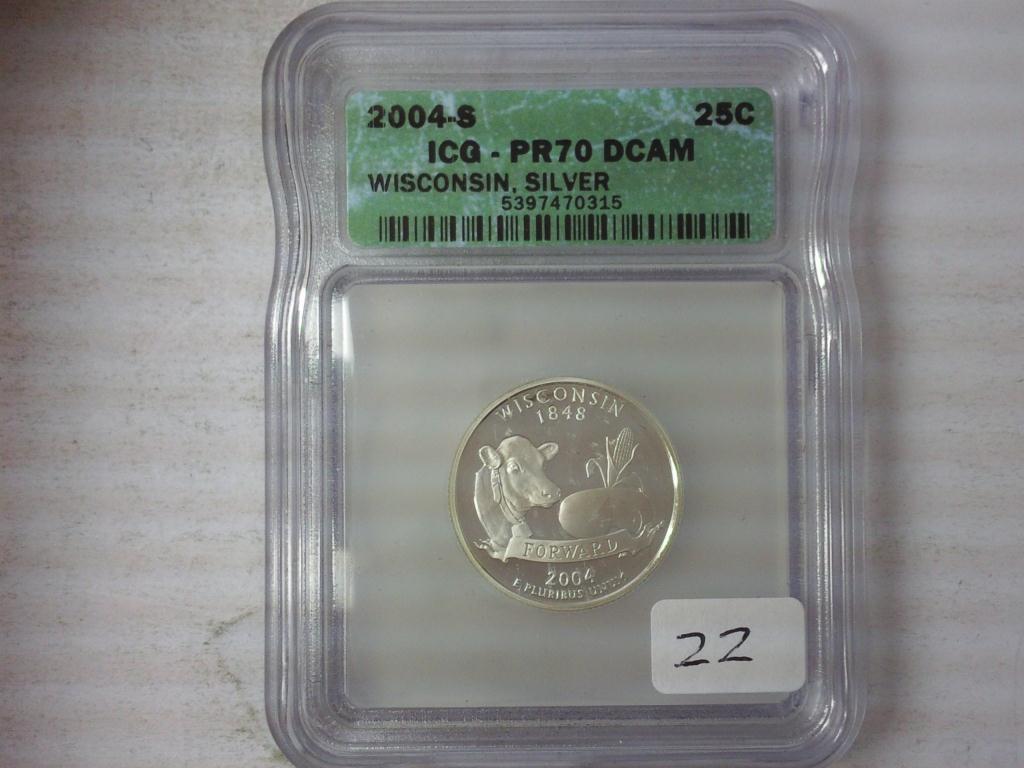 2004-S 25C
ICG - PR70 DCAM
WISCONSIN, SILVER
5397470315
WISCONSIN
1848
FORWARD
2004
E PLURIBUS UNUM
22